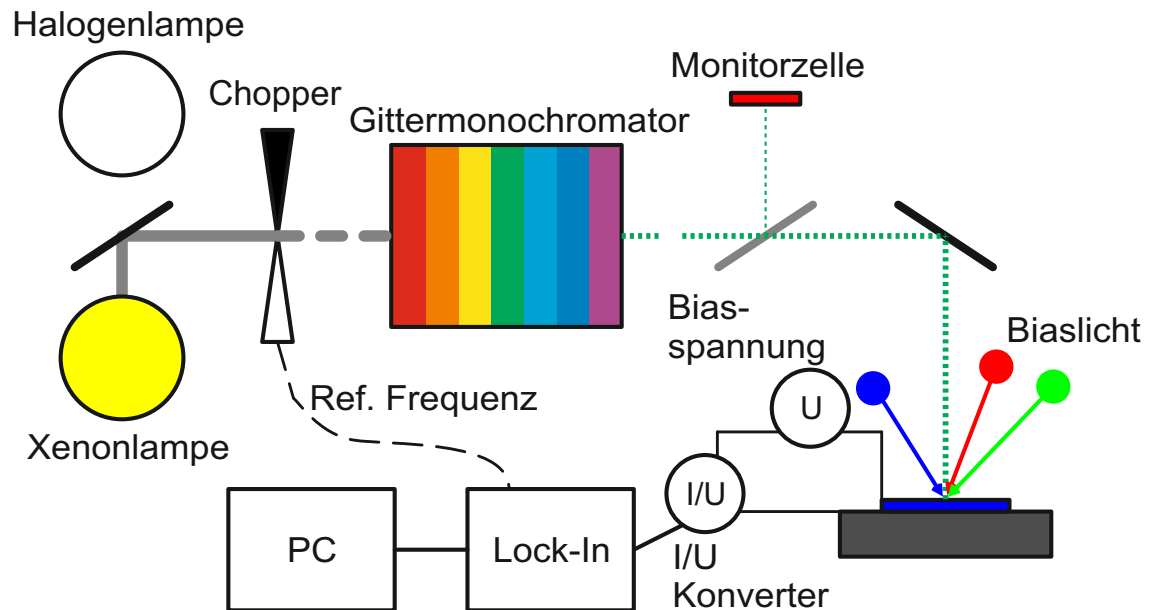 Halogenlampe
Chopper
Monitorzelle
Gittermonochromator
Bias-
spannung
Biaslicht
U
Ref. Frequenz
Xenonlampe
I/U
PC
Lock-In
I/U
Konverter